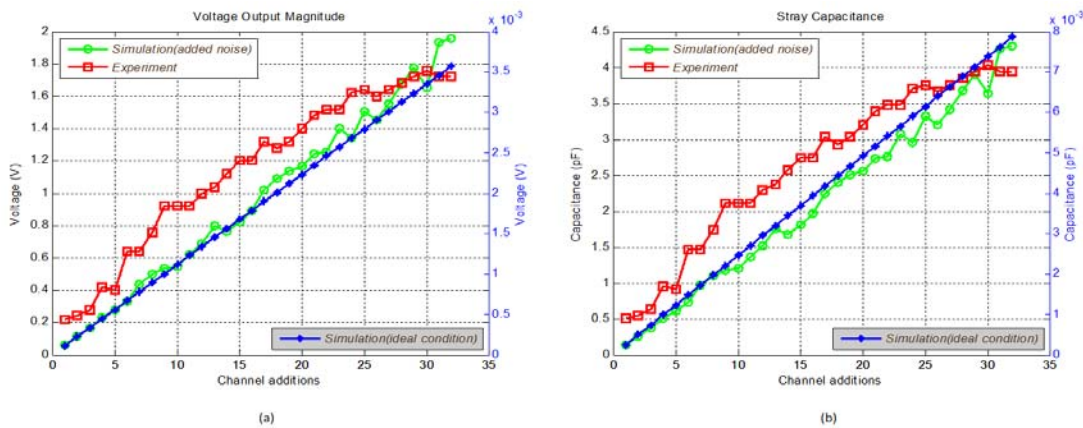 Voltage Output Magnitude
x 10^-3
Simulation(added noise)
Experiment
2
1.8
1.6
1.4
1.2
1
0.8
0.6
0.4
0.2
0
Voltage (V)
4
3.5
3
2.5
2
1.5
1
0.5
0
Voltage (V)
Simulation(ideal condition)
0 5 10 15 20 25 30 35
Channel additions
(a)
Stray Capacitance
x 10^-3
Simulation(added noise)
Experiment
4.5
4
3.5
3
2.5
2
1.5
1
0.5
0
Capacitance (pF)
8
7
6
5
4
3
2
1
0
Capacitance (pF)
Simulation(ideal condition)
0 5 10 15 20 25 30 35
Channel additions
(b)